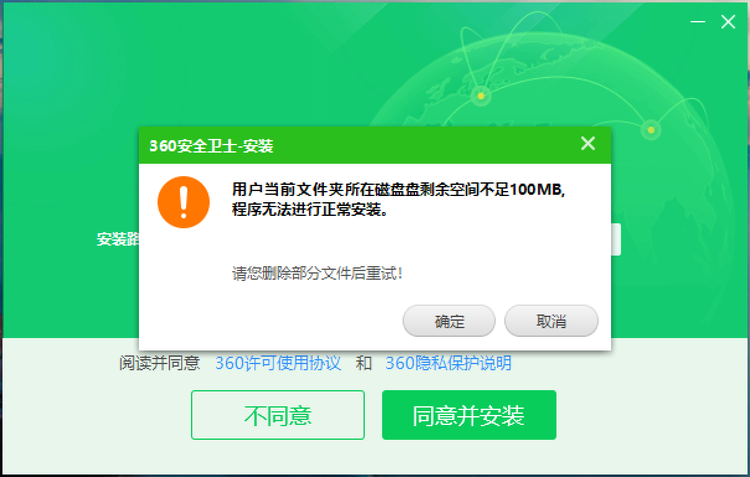 360安全卫士-安装
用户当前文件夹所在磁盘盘剩余空间不足100MB,
程序无法进行正常安装。
安装路
请您删除部分文件后重试!
确定 取消
阅读并同意 360许可使用协议 和 360隐私保护说明
不同意 同意并安装